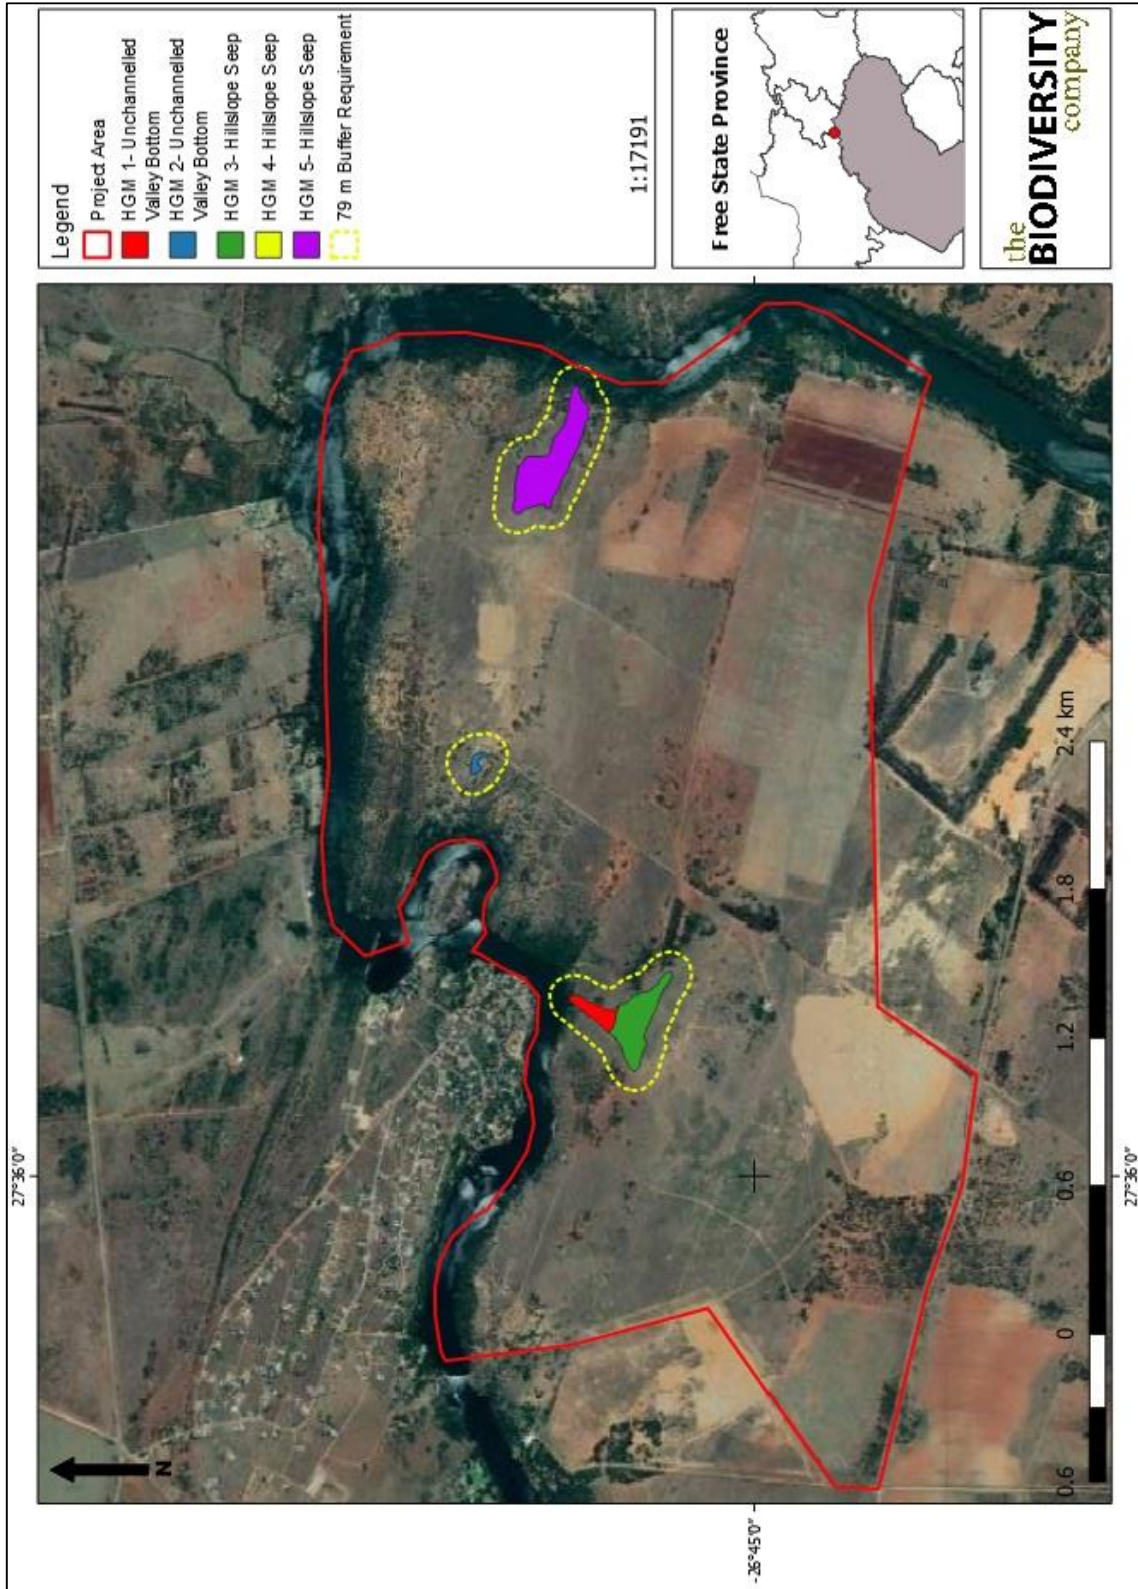 27°36'0"
-26°45'0"
N
0.6
0
0.6
1.2
1.8
2.4 km
27°36'0"
Legend
Project Area
HGM 1- Unchannelled
Valley Bottom
HGM 2- Unchannelled
Valley Bottom
HGM 3- Hillslope Seep
HGM 4- Hillslope Seep
HGM 5- Hillslope Seep
79 m Buffer Requirement
1:17191
Free State Province
the
BIODIVERSITY
company